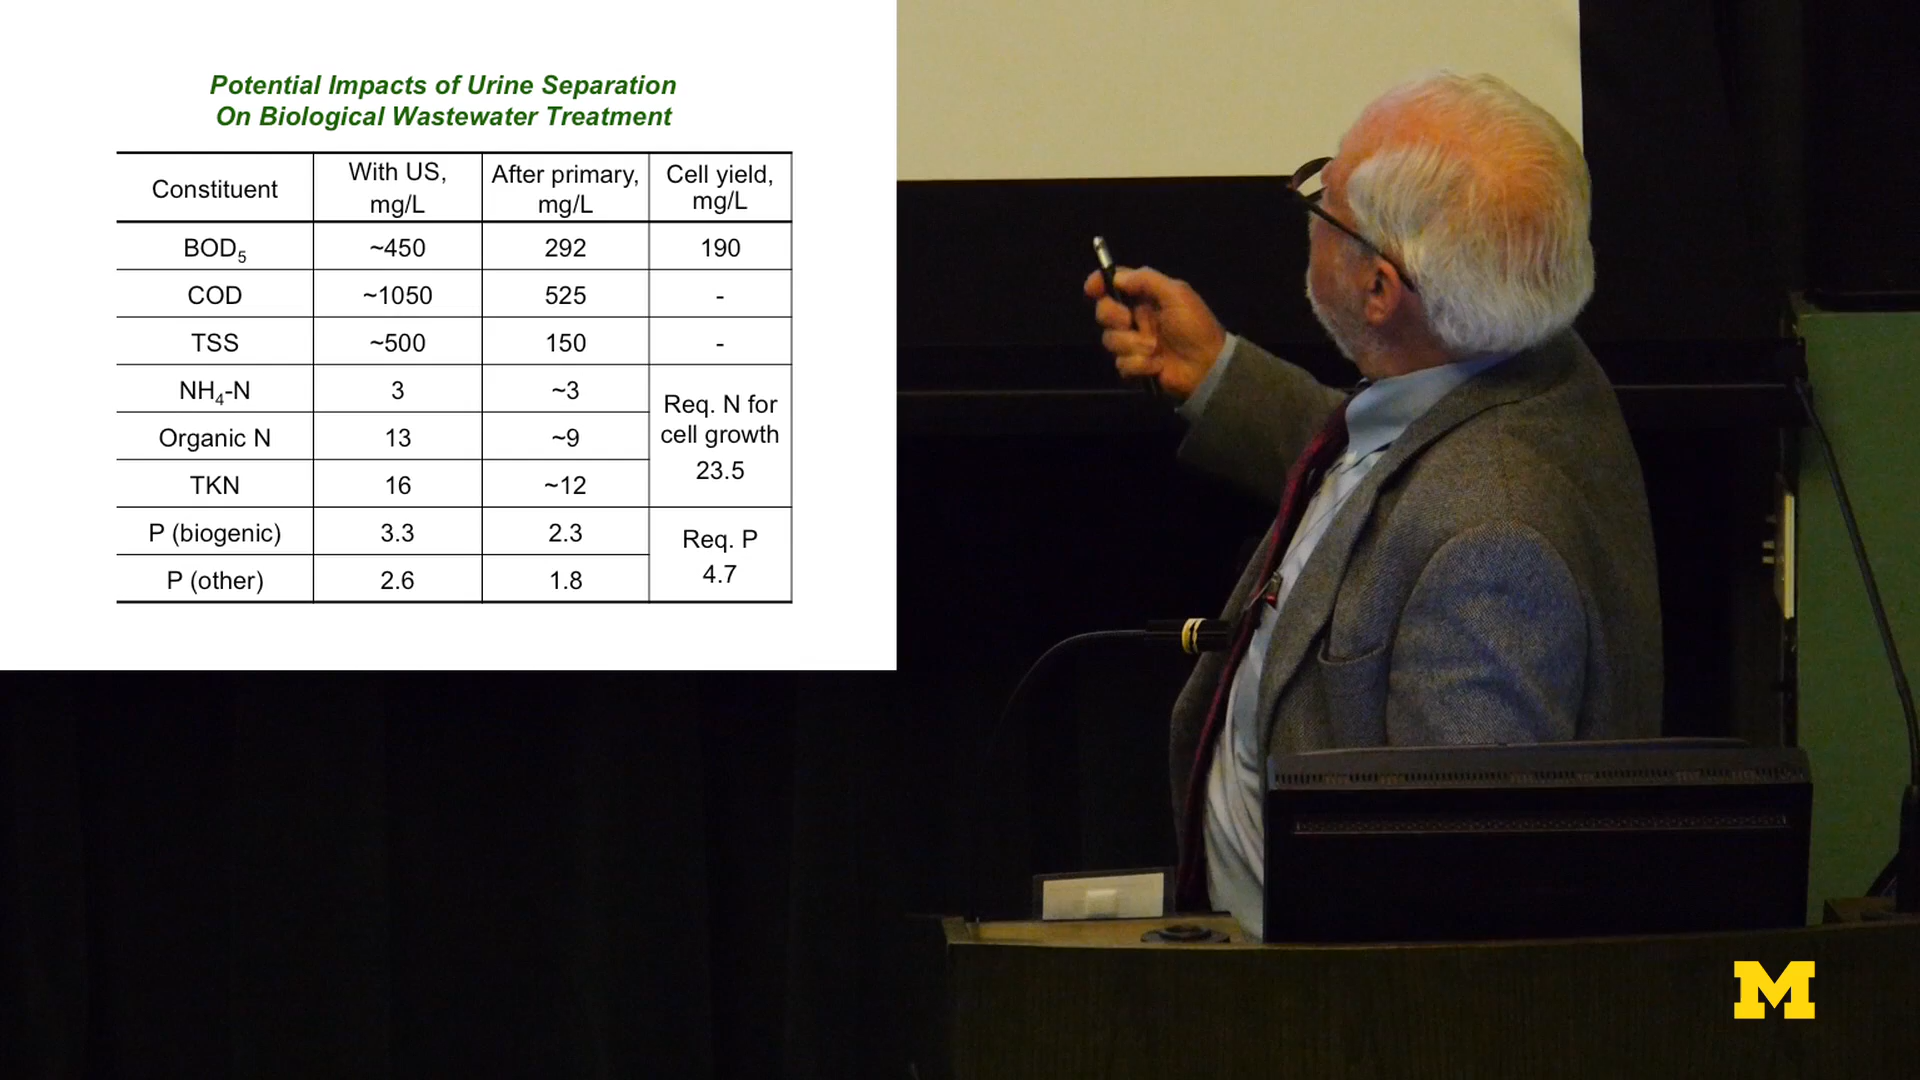 Potential Impacts of Urine Separation
On Biological Wastewater Treatment
Constituent
With US,
mg/L
After primary,
mg/L
Cell yield,
mg/L
BOD5 ~450 292 190
COD ~1050 525 -
TSS ~500 150 -
NH4-N 3 ~3
Organic N 13 ~9
TKN 16 ~12
Req. N for
cell growth
23.5
P (biogenic) 3.3 2.3
P (other) 2.6 1.8
Req. P
4.7
M